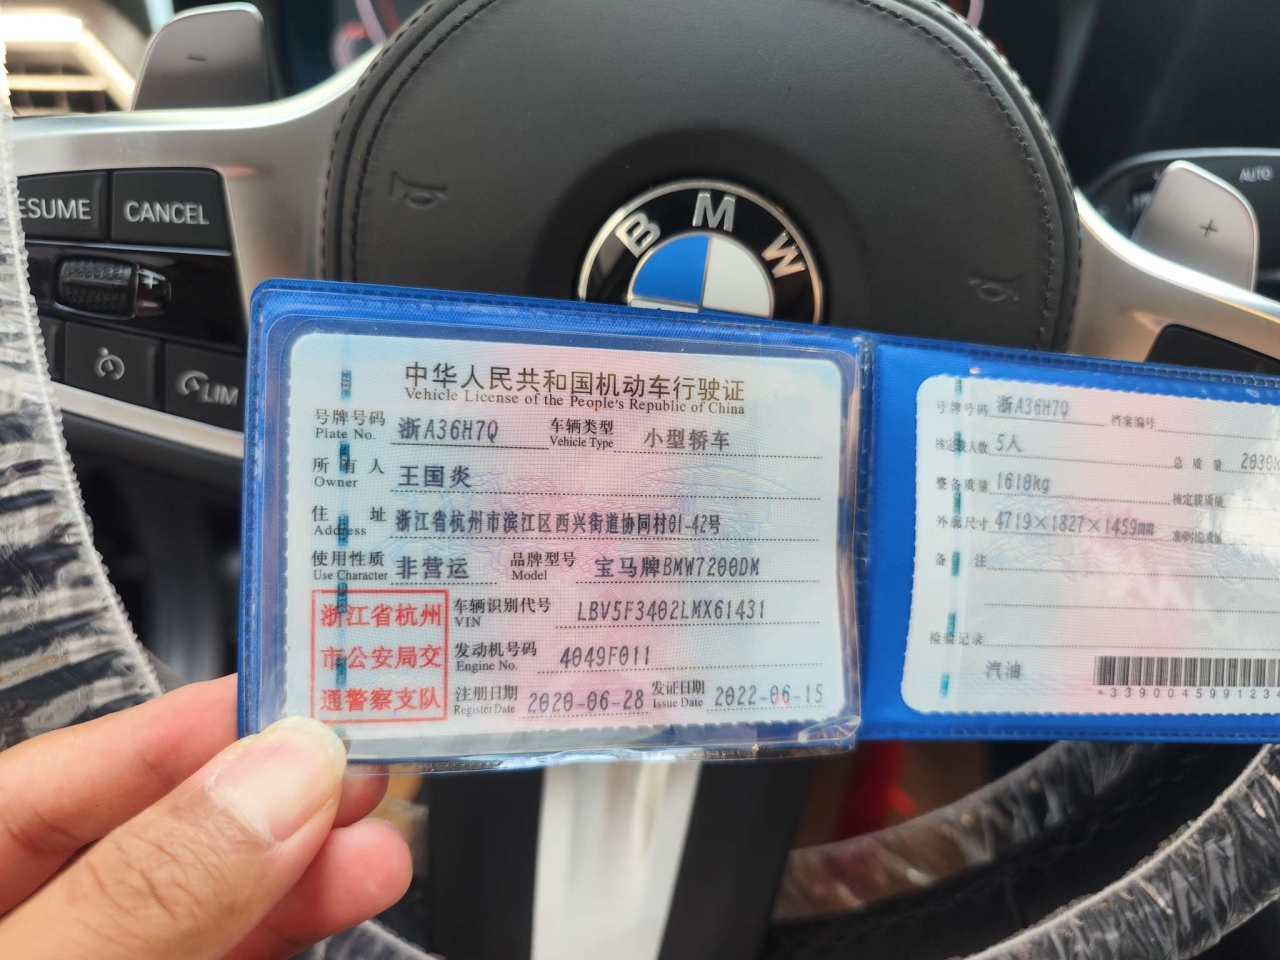 ESUME
CANCEL
LIM
BMW
AUTO
中华人民共和国机动车行驶证
Vehicle License of the People's Republic of China
号牌号码 浙A36H7Q 车辆类型 小型轿车
Plate No. Vehicle Type
所有人 王国炎
Owner
住址 浙江省杭州市滨江区西兴街道协同村01-42号
Address
使用性质 非营运 品牌型号 宝马牌BMW7200DM
Use Character Model
浙江省杭州
市公安局交
通警察支队
车辆识别代号 LBV5F3402LMX61431
VIN
发动机号码 4049F011
Engine No.
注册日期 2020-06-28 发证日期 2022-06-15
Register Date Issue Date
号牌号码 浙A36H7Q 档案编号
核定载人数 5人 总质量
整备质量 1610kg 核定载质量
外廓尺寸 4719×1827×1459mm
备注
检验记录
汽油
*33900459912